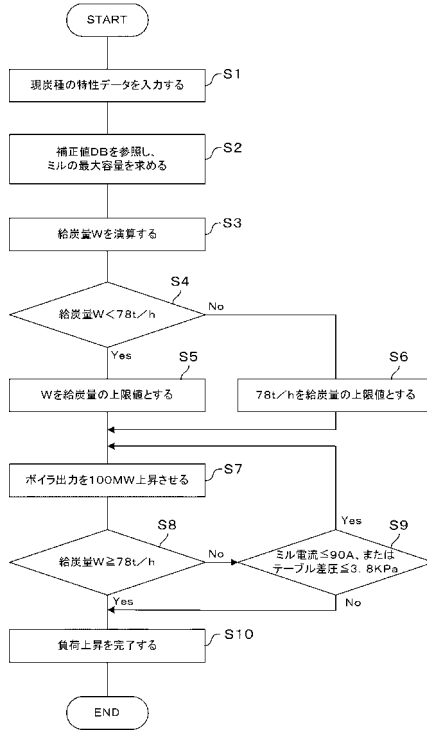 START
現炭種の特性データを入力する
S1
補正値DBを参照し、
ミルの最大容量を求める
S2
給炭量Wを演算する
S3
S4
給炭量W<78t/h
No
Yes
S5
Wを給炭量の上限値とする
S6
78t/hを給炭量の上限値とする
ボイラ出力を100MW上昇させる
S7
S8
給炭量W≧78t/h
No
Yes
Yes
S9
ミル電流≦90A、または
テーブル差圧≦3.8KPa
No
負荷上昇を完了する
S10
END